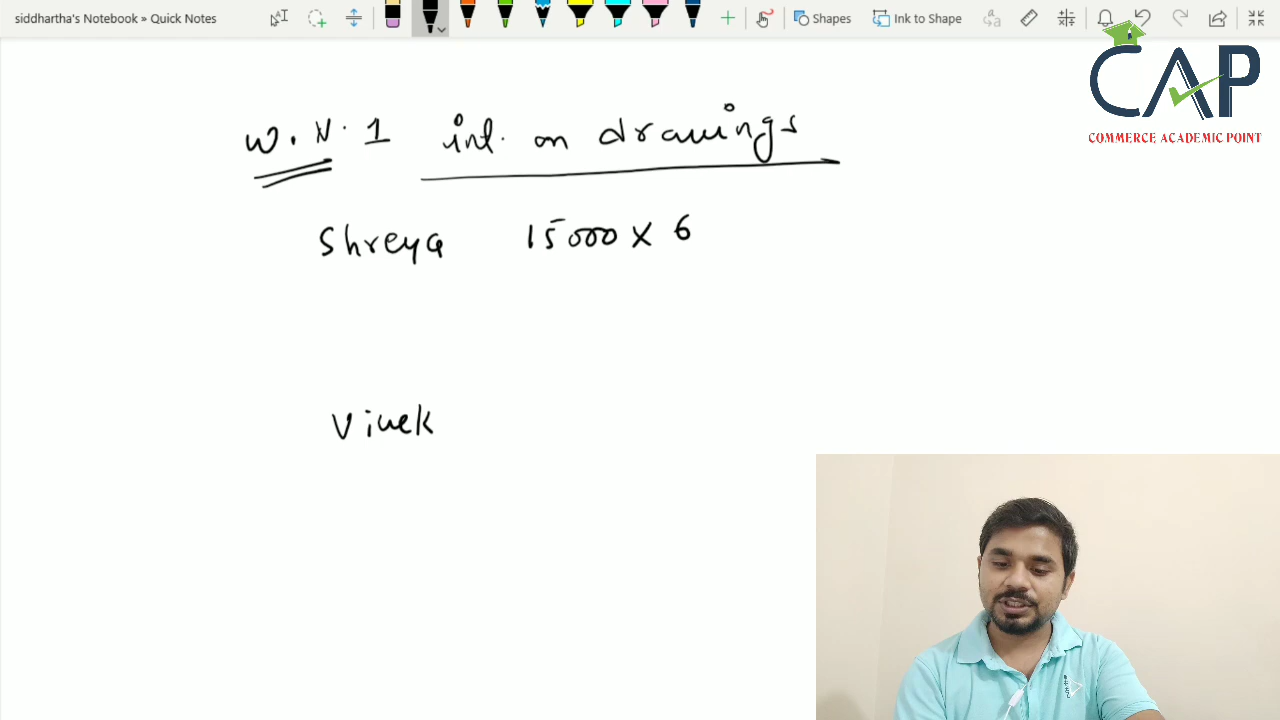 siddhartha's Notebook » Quick Notes
Shapes
Ink to Shape
CAP
COMMERCE ACADEMIC POINT
W.N.1 int. on drawings
Shreya 15000 X 6
Vivek